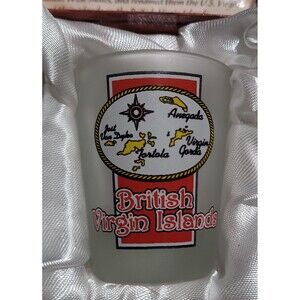 Anegada
Jost
Van Dyke
Virgin
Gorda
Tortola
British
Virgin Islands